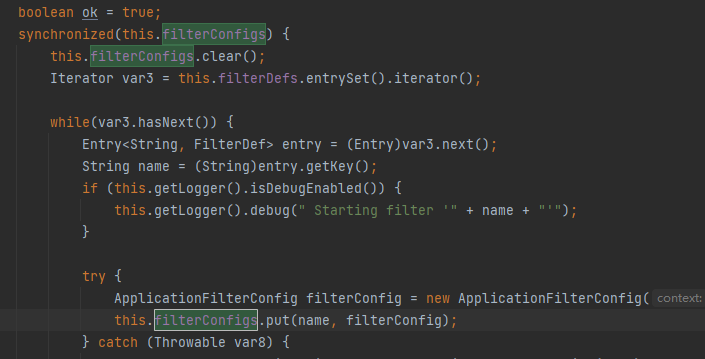 boolean ok = true;
synchronized(this.filterConfigs) {
this.filterConfigs.clear();
Iterator var3 = this.filterDefs.entrySet().iterator();
while(var3.hasNext()) {
Entry<String, FilterDef> entry = (Entry)var3.next();
String name = (String)entry.getKey();
if (this.getLogger().isDebugEnabled()) {
this.getLogger().debug(" Starting filter '" + name + "'");
}
try {
ApplicationFilterConfig filterConfig = new ApplicationFilterConfig( context:
this.filterConfigs.put(name, filterConfig);
} catch (Throwable var8) {